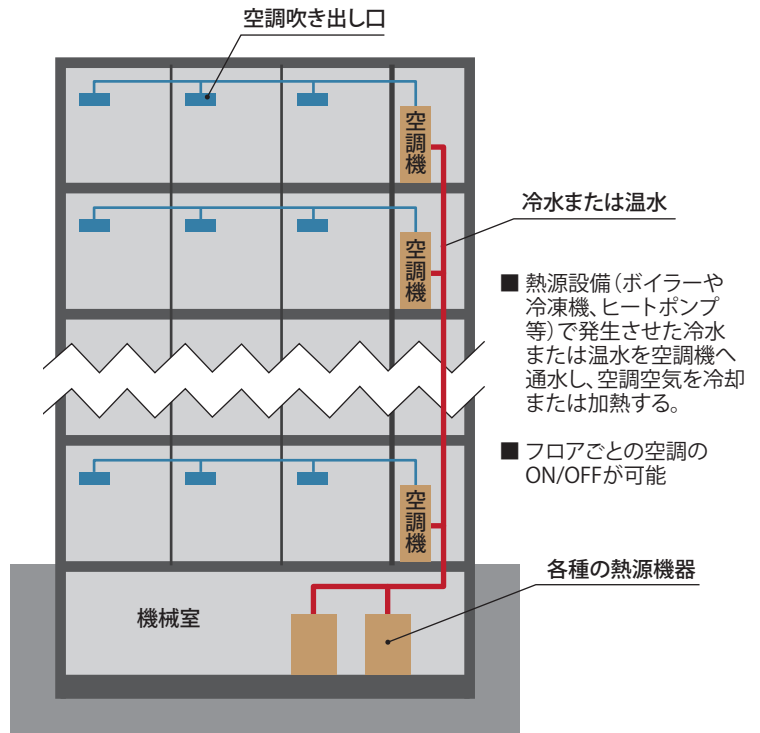 空調吹き出し口
空調機
冷水または温水
空調機
■ 熱源設備（ボイラーや
冷凍機、ヒートポンプ
等）で発生させた冷水
または温水を空調機へ
通水し、空調空気を冷却
または加熱する。
■ フロアごとの空調の
ON/OFFが可能
空調機
各種の熱源機器
機械室